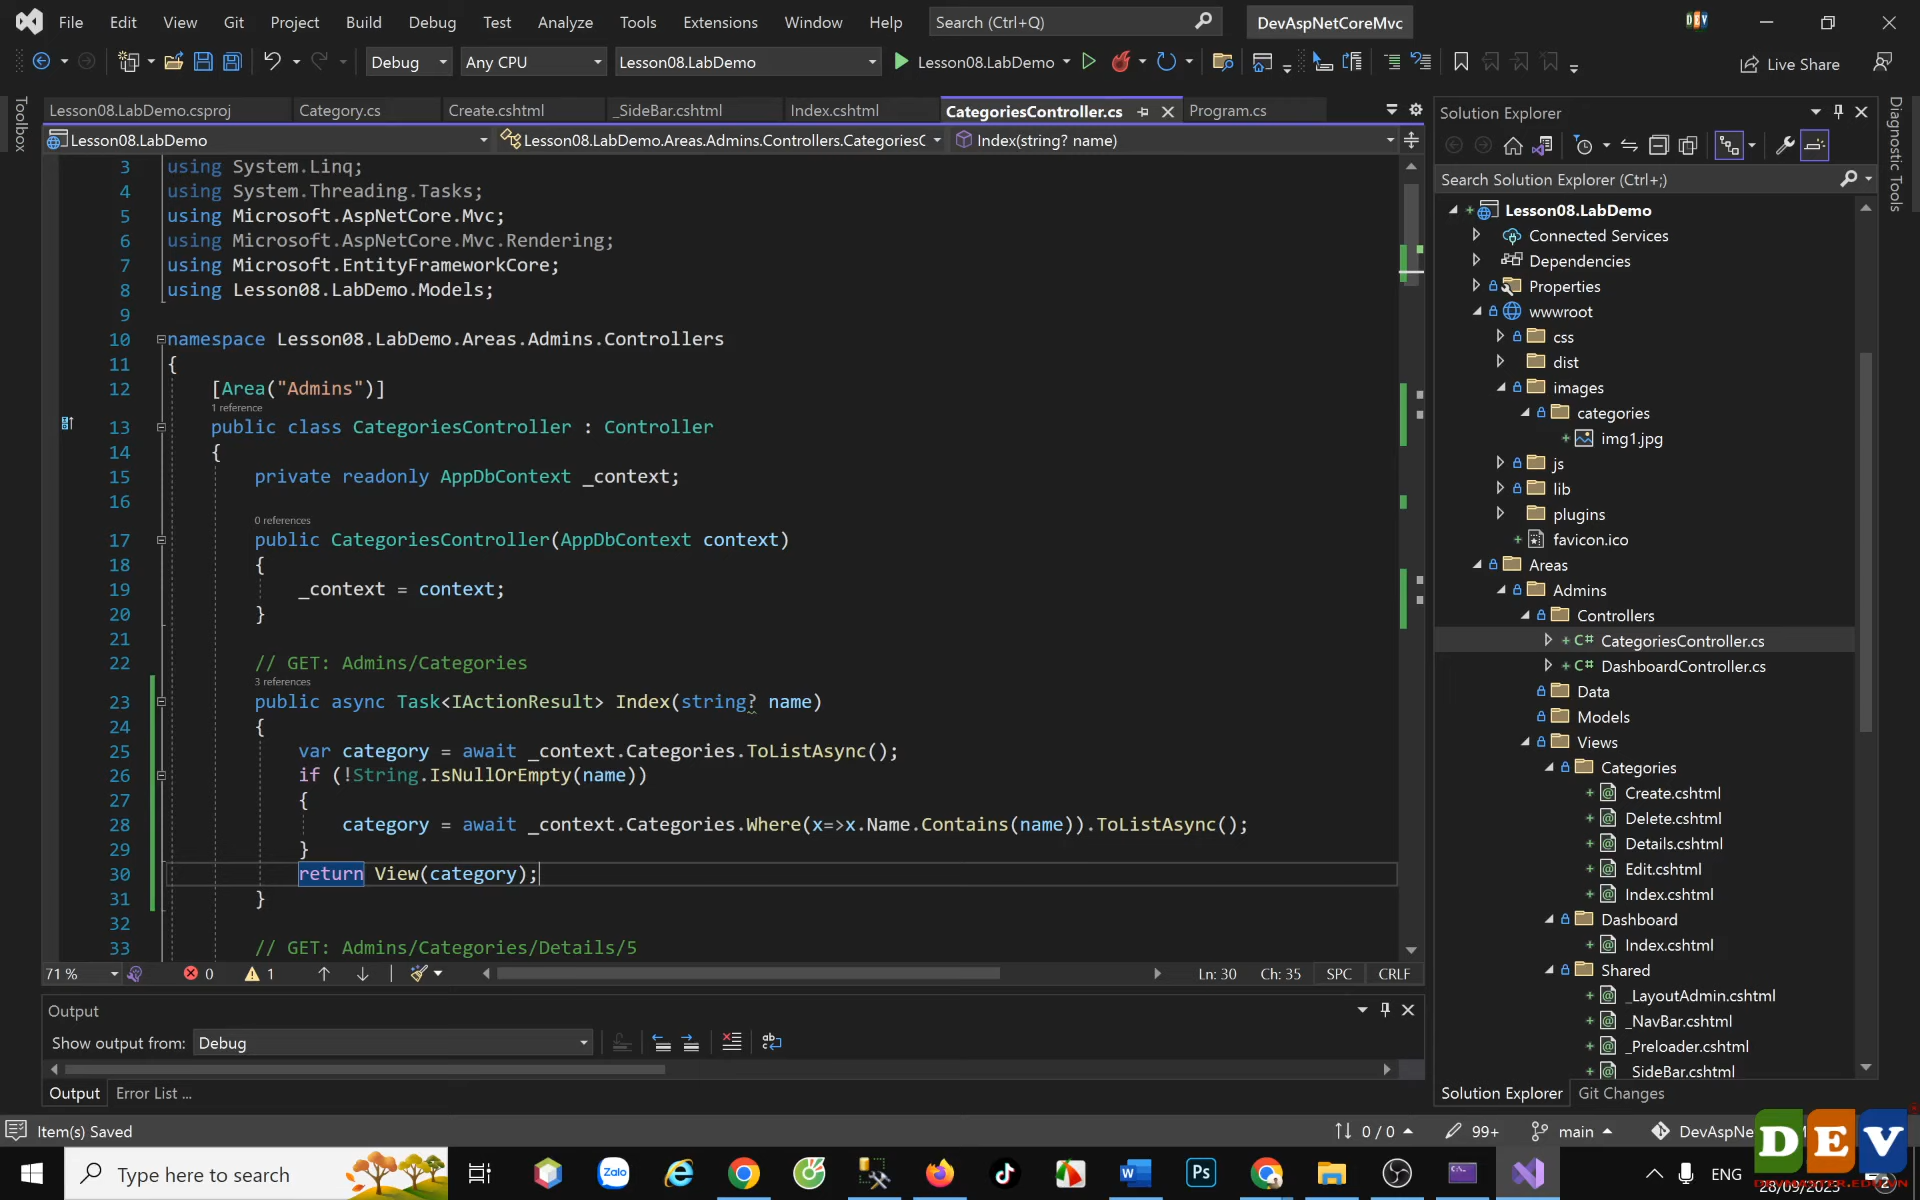 File Edit View Git Project Build Debug Test Analyze Tools Extensions Window Help Search (Ctrl+Q) DevAspNetCoreMvc DEV
Debug Any CPU Lesson08.LabDemo Lesson08.LabDemo Live Share
Toolbox
Lesson08.LabDemo.csproj Category.cs Create.cshtml _SideBar.cshtml Index.cshtml CategoriesController.cs Program.cs
Lesson08.LabDemo Lesson08.LabDemo.Areas.Admins.Controllers.CategoriesC Index(string? name)
3 using System.Linq;
4 using System.Threading.Tasks;
5 using Microsoft.AspNetCore.Mvc;
6 using Microsoft.AspNetCore.Mvc.Rendering;
7 using Microsoft.EntityFrameworkCore;
8 using Lesson08.LabDemo.Models;
9
10 namespace Lesson08.LabDemo.Areas.Admins.Controllers
11 {
12 [Area("Admins")]
1 reference
13 public class CategoriesController : Controller
14 {
15 private readonly AppDbContext _context;
16
0 references
17 public CategoriesController(AppDbContext context)
18 {
19 _context = context;
20 }
21
22 // GET: Admins/Categories
3 references
23 public async Task<IActionResult> Index(string? name)
24 {
25 var category = await _context.Categories.ToListAsync();
26 if (!String.IsNullOrEmpty(name))
27 {
28 category = await _context.Categories.Where(x=>x.Name.Contains(name)).ToListAsync();
29 }
30 return View(category);
31 }
32
33 // GET: Admins/Categories/Details/5
71 % 0 1 Ln: 30 Ch: 35 SPC CRLF
Output
Show output from: Debug
Output Error List ...
Solution Explorer
Search Solution Explorer (Ctrl+;)
Lesson08.LabDemo
Connected Services
Dependencies
Properties
wwwroot
css
dist
images
categories
img1.jpg
js
lib
plugins
favicon.ico
Areas
Admins
Controllers
C# CategoriesController.cs
C# DashboardController.cs
Data
Models
Views
Categories
Create.cshtml
Delete.cshtml
Details.cshtml
Edit.cshtml
Index.cshtml
Dashboard
Index.cshtml
Shared
_LayoutAdmin.cshtml
_NavBar.cshtml
_Preloader.cshtml
_SideBar.cshtml
Solution Explorer Git Changes
Diagnostic Tools
Item(s) Saved 0 / 0 99+ main DevAspNe
DEV
DEVMASTER.EDU.VN
Type here to search Zalo Ps ENG
28/09/2023 2